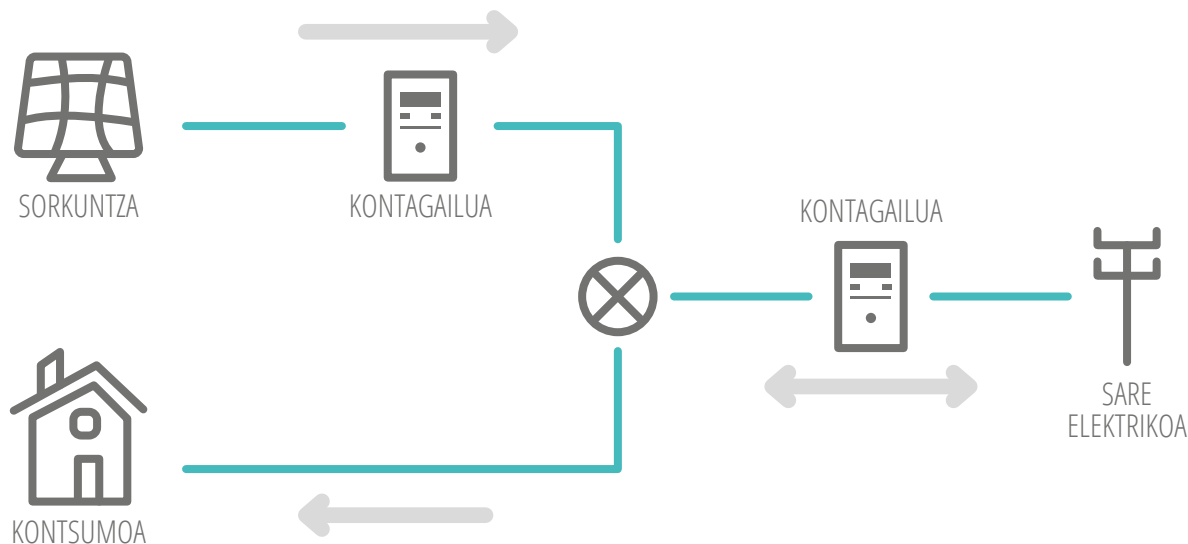 SORKUNTZA
KONTAGAILUA
KONTAGAILUA
SARE
ELEKTRIKOA
KONTSUMOA